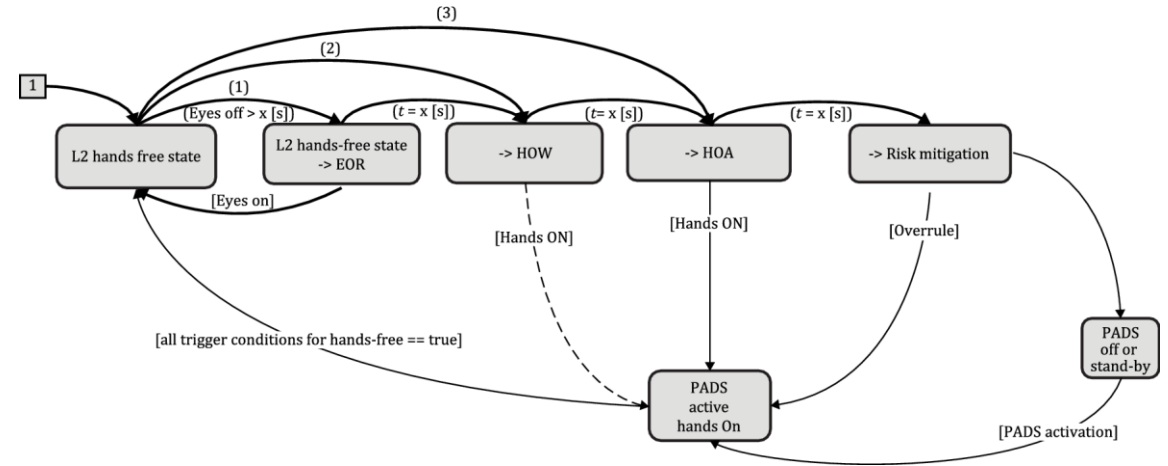 (3)
(2)
1
(1)
(Eyes off > x [s])
(t = x [s])
(t= x [s])
(t = x [s])
L2 hands free state
L2 hands-free state
-> EOR
-> HOW
-> HOA
-> Risk mitigation
[Eyes on]
[Hands ON]
[Hands ON]
[Overrule]
[all trigger conditions for hands-free == true]
PADS
off or
stand-by
PADS
active
hands On
[PADS activation]